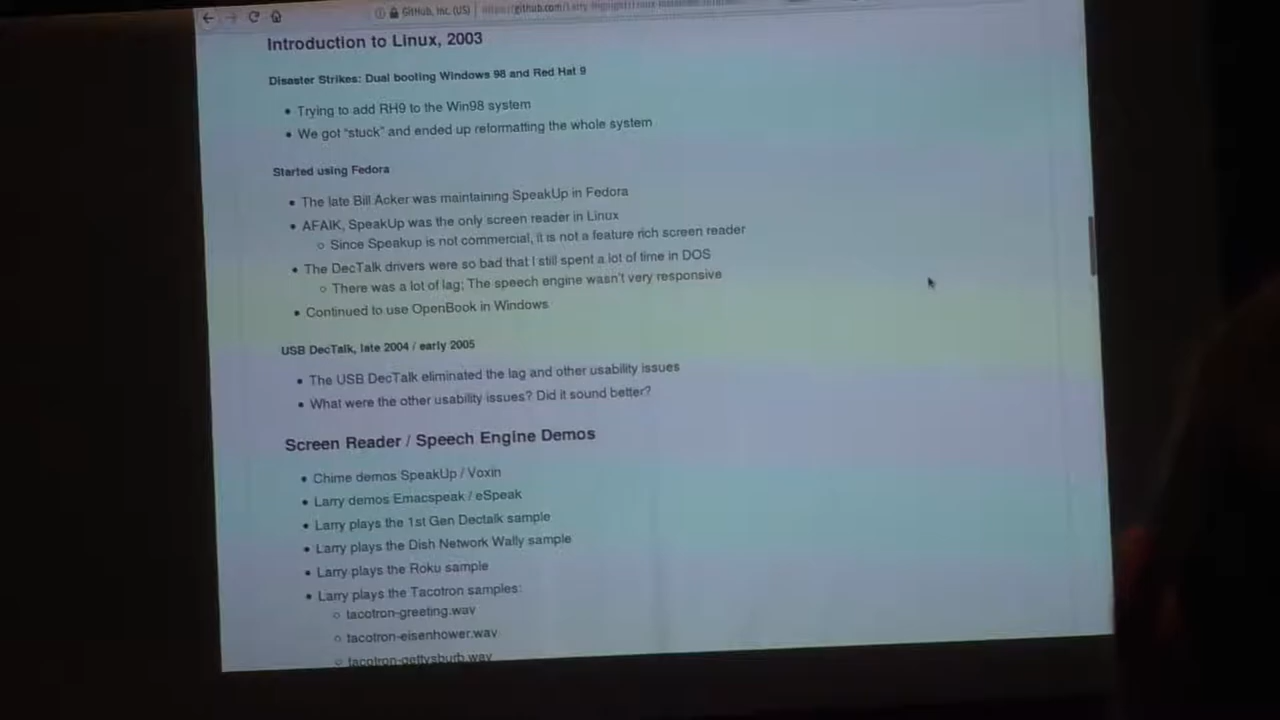 GitHub, Inc. (US)
Introduction to Linux, 2003
Disaster Strikes: Dual booting Windows 98 and Red Hat 9
• Trying to add RH9 to the Win98 system
• We got "stuck" and ended up reformatting the whole system
Started using Fedora
• The late Bill Acker was maintaining SpeakUp in Fedora
• AFAIK, SpeakUp was the only screen reader in Linux
○ Since Speakup is not commercial, it is not a feature rich screen reader
• The DecTalk drivers were so bad that I still spent a lot of time in DOS
○ There was a lot of lag; The speech engine wasn't very responsive
• Continued to use OpenBook in Windows
USB DecTalk, late 2004 / early 2005
• The USB DecTalk eliminated the lag and other usability issues
• What were the other usability issues? Did it sound better?
Screen Reader / Speech Engine Demos
• Chime demos SpeakUp / Voxin
• Larry demos Emacspeak / eSpeak
• Larry plays the 1st Gen Dectalk sample
• Larry plays the Dish Network Wally sample
• Larry plays the Roku sample
• Larry plays the Tacotron samples:
○ tacotron-greeting.wav
○ tacotron-eisenhower.wav